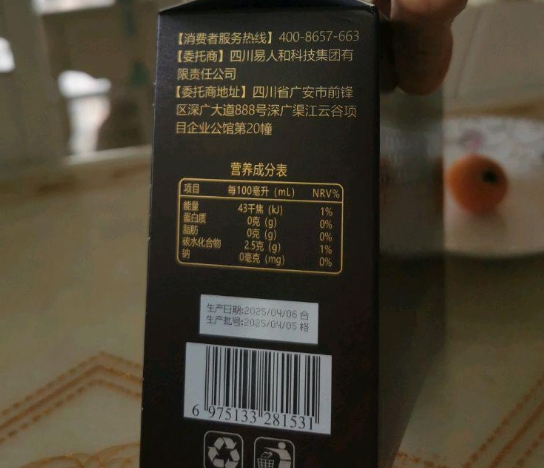 【消费者服务热线】400-8657-663
【委托商】四川易人和科技集团有
限责任公司
【委托商地址】四川省广安市前锋
区深广大道888号深广渠江云谷项
目企业公馆第20幢
营养成分表
项目 每100毫升（mL） NRV%
能量 43千焦（kJ） 1%
蛋白质 0克（g） 0%
脂肪 0克（g） 0%
碳水化合物 2.5克（g） 1%
钠 0毫克（mg） 0%
生产日期:2025/04/06 合
生产批号:2025/04/05 格
6 975133 281531